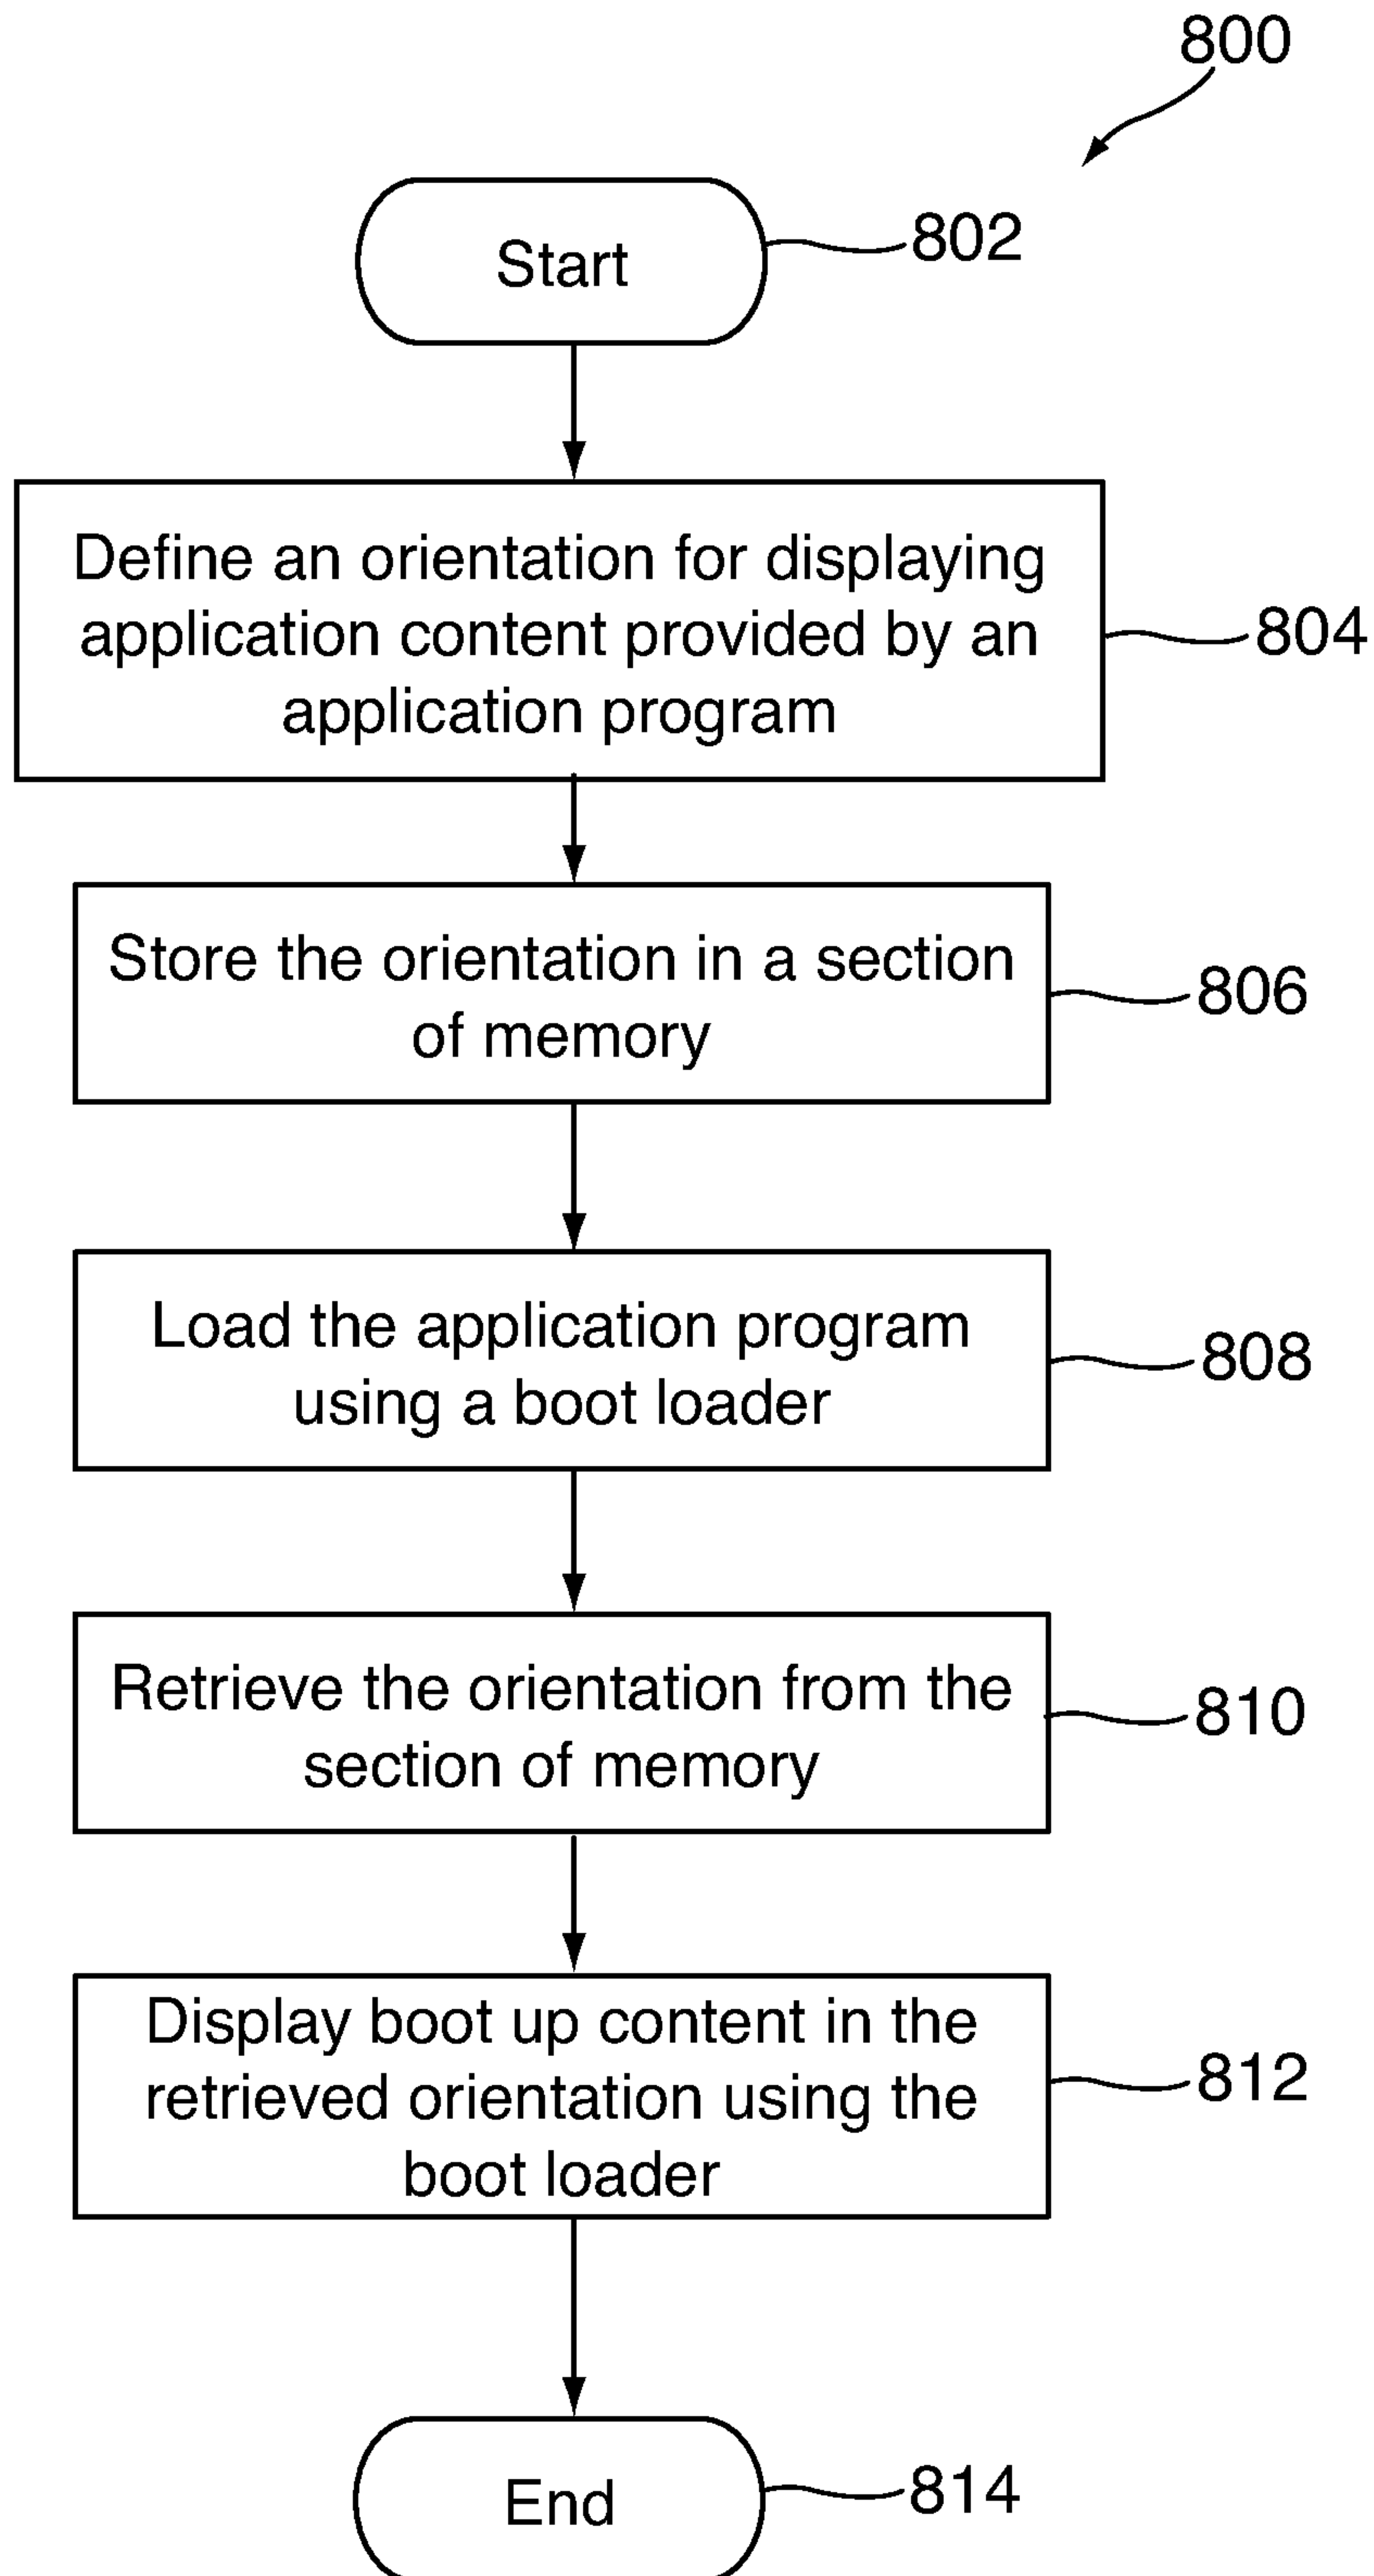 800
Start
802
Define an orientation for displaying
application content provided by an
application program
804
Store the orientation in a section
of memory
806
Load the application program
using a boot loader
808
Retrieve the orientation from the
section of memory
810
Display boot up content in the
retrieved orientation using the
boot loader
812
End
814